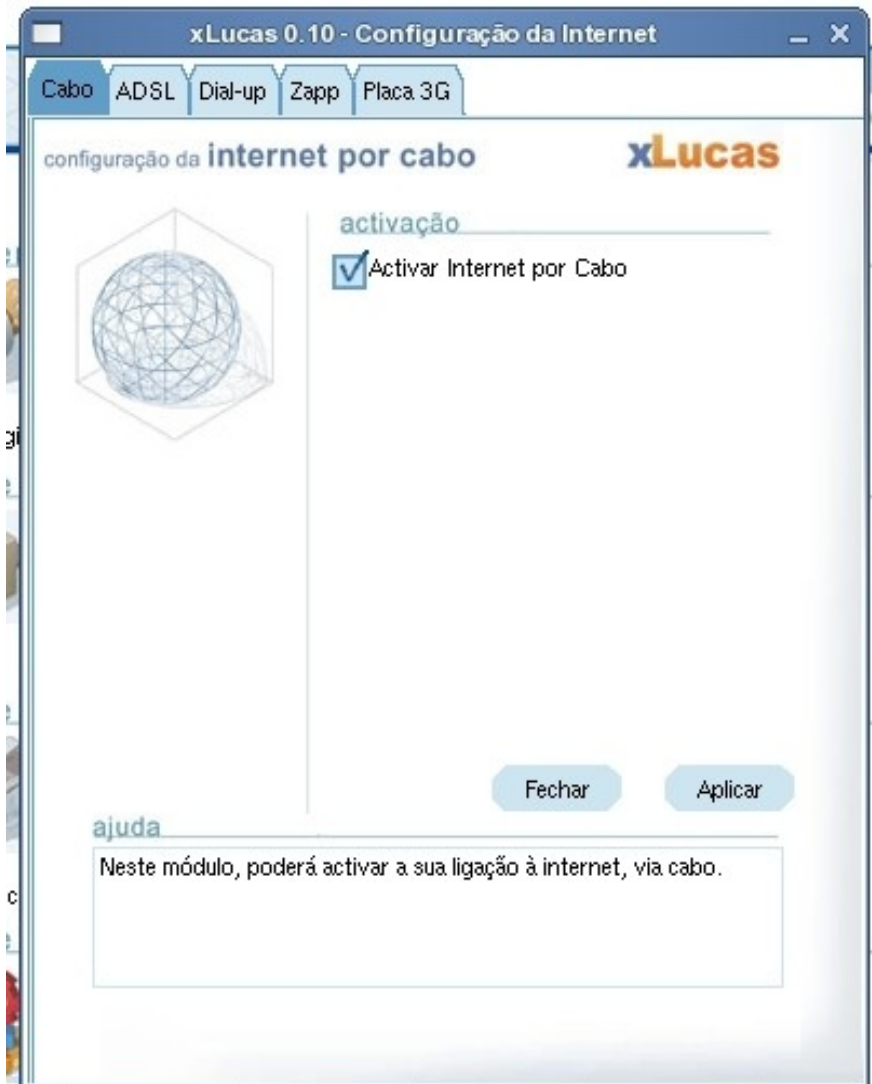 xLucas 0.10 - Configuração da Internet
Cabo ADSL Dial-up Zapp Placa 3G
configuração da internet por cabo xLucas
activação
Activar Internet por Cabo
Fechar Aplicar
ajuda
Neste módulo, poderá activar a sua ligação à internet, via cabo.